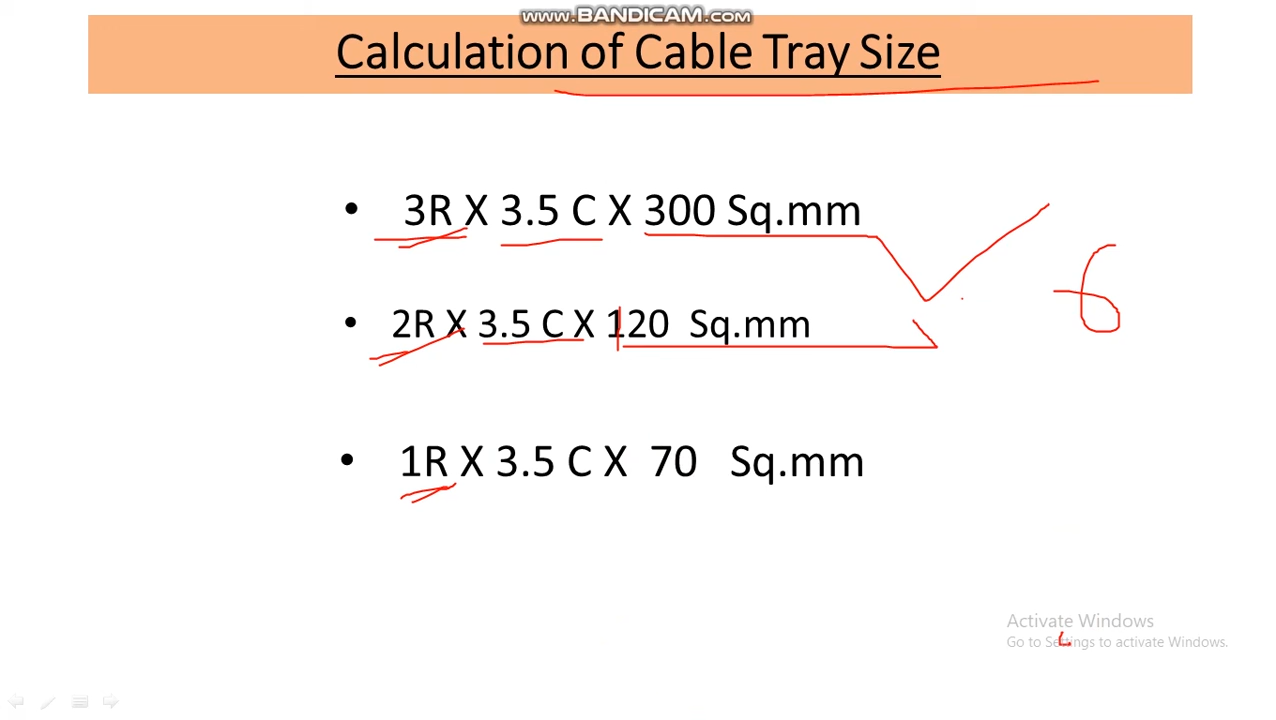 www.BANDICAM.com
Calculation of Cable Tray Size
• 3R X 3.5 C X 300 Sq.mm
6
• 2R X 3.5 C X 120 Sq.mm
• 1R X 3.5 C X 70 Sq.mm
Activate Windows
Go to Settings to activate Windows.